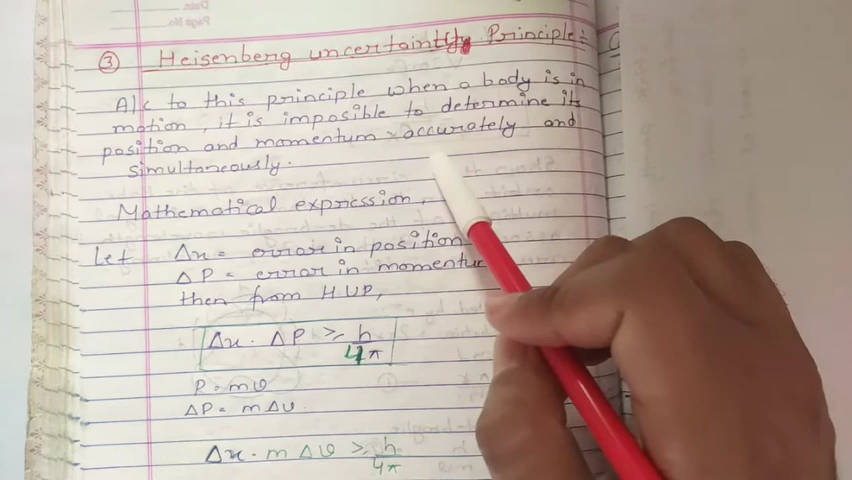 ③ Heisenberg uncertainty Principle :-
A/c to this principle when a body is in
motion, it is imposible to determine its
position and momentum accurately and
simultaneously.
Mathematical expression,
Let Δx = error in position
ΔP = error in momentu
then from H.U.P,
Δx . ΔP ≥ h/4π
P = mv
ΔP = mΔv.
Δx . m Δv ≥ h/4π